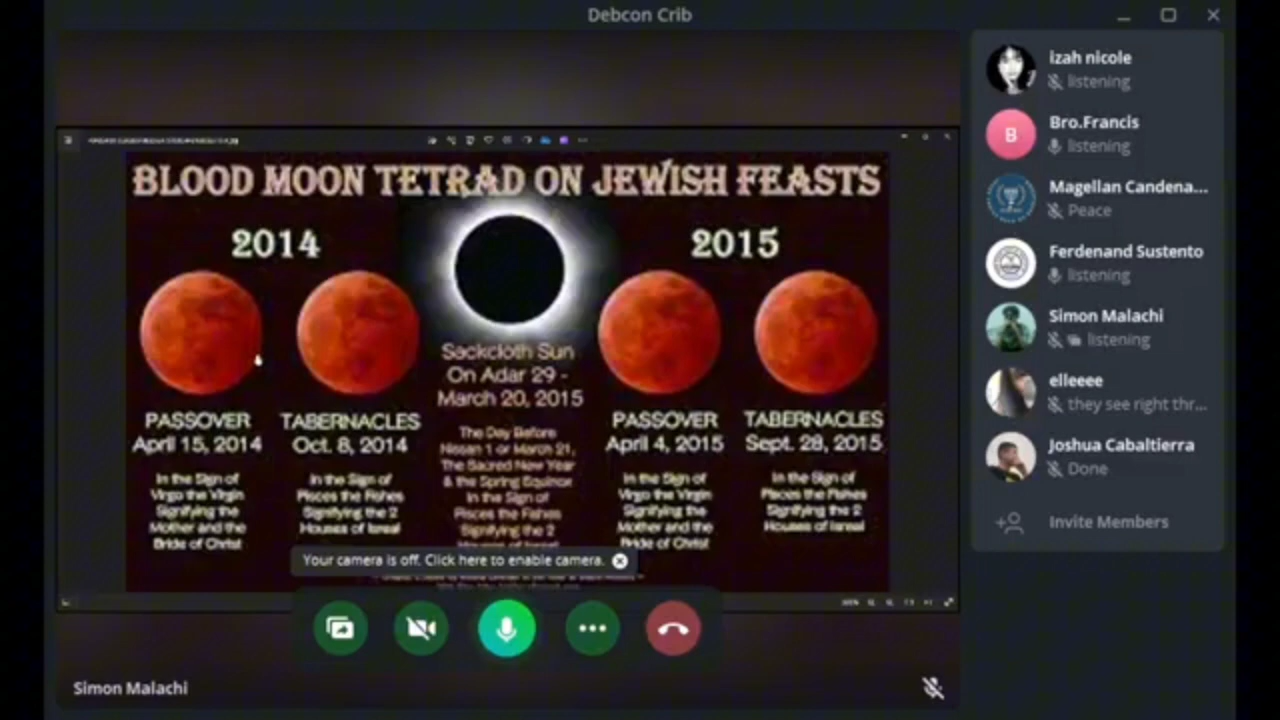 Debcon Crib
BLOOD MOON TETRAD ON JEWISH FEASTS
2014
2015
PASSOVER
April 15, 2014
In the Sign of
Virgo the Virgin
Signifying the
Mother and the
Bride of Christ
TABERNACLES
Oct. 8, 2014
In the Sign of
Pisces the Fishes
Signifying the 2
Houses of Israel
Sackcloth Sun
On Adar 29 -
March 20, 2015
The Day Before
Nissan 1 or March 21,
The Sacred New Year
& the Spring Equinox
In the Sign of
Pisces the Fishes
Signifying the 2
PASSOVER
April 4, 2015
In the Sign of
Virgo the Virgin
Signifying the
Mother and the
Bride of Christ
TABERNACLES
Sept. 28, 2015
In the Sign of
Pisces the Fishes
Signifying the 2
Houses of Israel
Your camera is off. Click here to enable camera.
Simon Malachi
izah nicole
listening
B
Bro.Francis
listening
Magellan Candena...
Peace
Ferdenand Sustento
listening
Simon Malachi
listening
elleeee
they see right thr...
Joshua Cabaltierra
Done
Invite Members